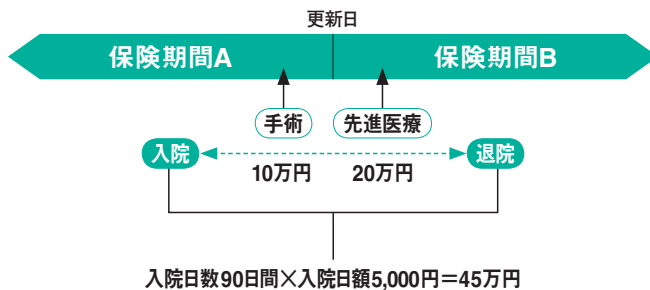 更新日
保険期間A
保険期間B
手術
先進医療
入院
退院
10万円
20万円
入院日数90日間×入院日額5,000円=45万円